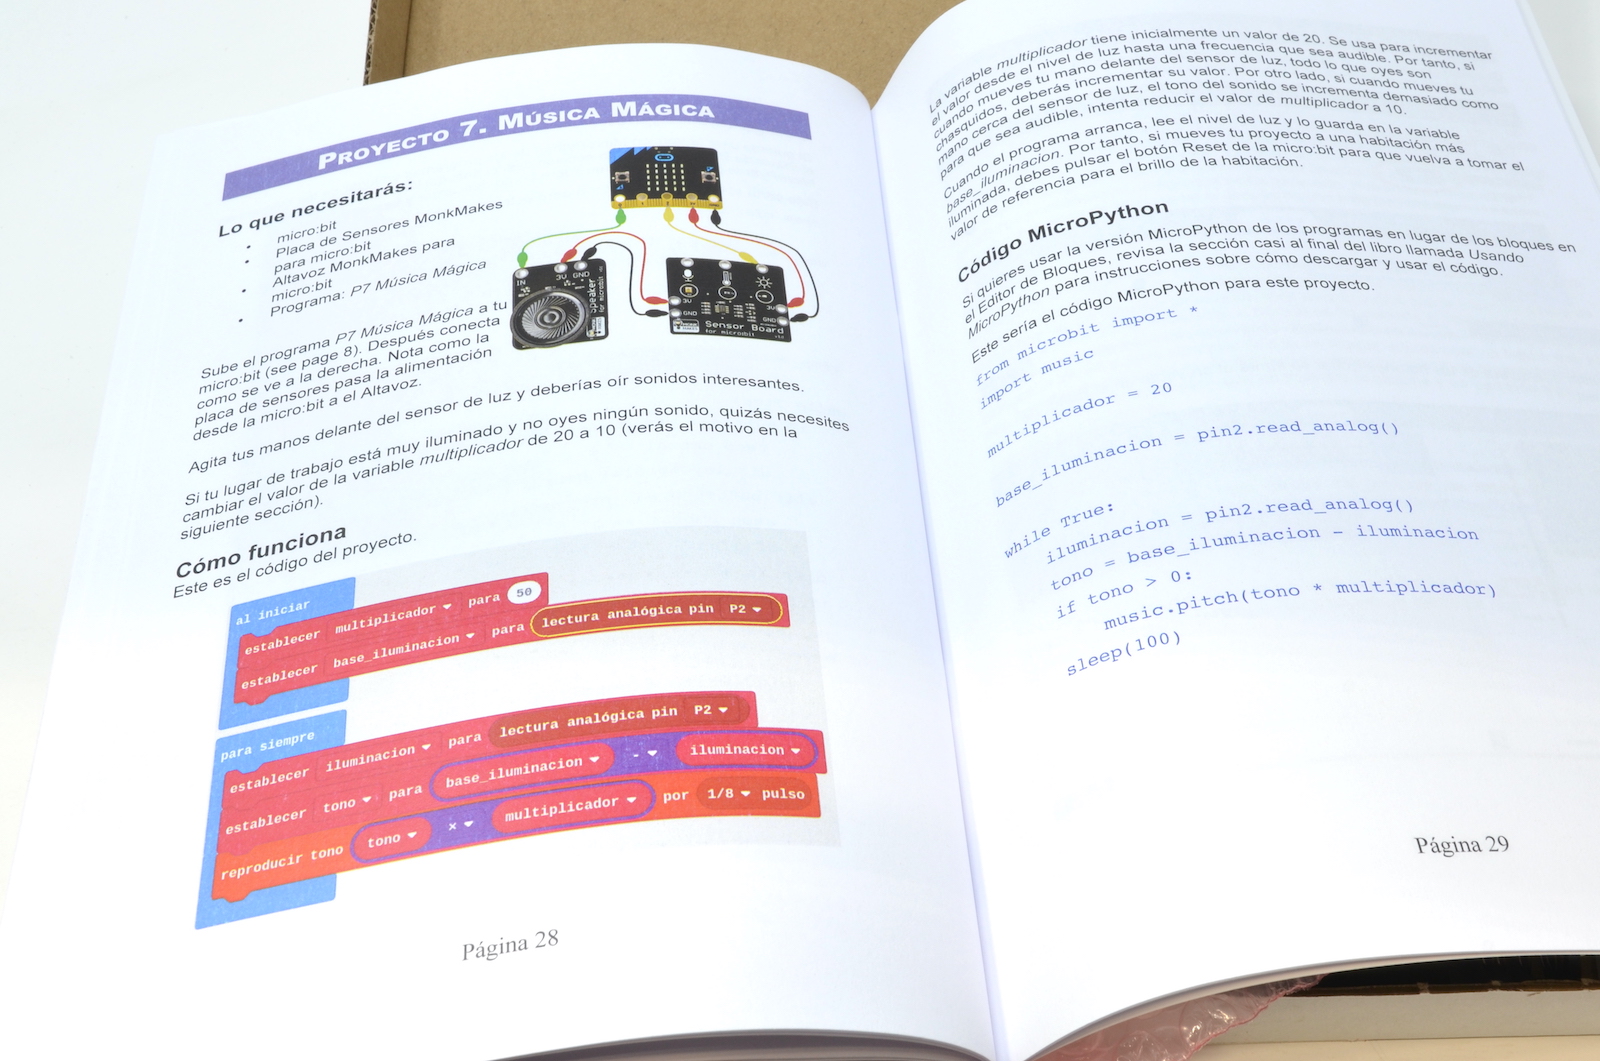 PROYECTO 7. MÚSICA MÁGICA
Lo que necesitarás:
micro:bit
Placa de Sensores MonkMakes
para micro:bit
Altavoz MonkMakes para
micro:bit
Programa: P7 Música Mágica
IN
3V
GND
Speaker
for micro:bit
3V
GND
3V
GND
Sensor Board
for micro:bit
Sube el programa P7 Música Mágica a tu
micro:bit (see page 8). Después conecta
como se ve a la derecha. Nota como la
placa de sensores pasa la alimentación
desde la micro:bit a el Altavoz.
Agita tus manos delante del sensor de luz y deberías oír sonidos interesantes.
Si tu lugar de trabajo está muy iluminado y no oyes ningún sonido, quizás necesites
cambiar el valor de la variable multiplicador de 20 a 10 (verás el motivo en la
siguiente sección).
Cómo funciona
Este es el código del proyecto.
al iniciar
establecer multiplicador para 50
establecer base_iluminacion para lectura analógica pin P2
para siempre
establecer iluminacion para lectura analógica pin P2
establecer tono para base_iluminacion - iluminacion
reproducir tono tono × multiplicador por 1/8 pulso
Página 28
La variable multiplicador tiene inicialmente un valor de 20. Se usa para incrementar
el valor desde el nivel de luz hasta una frecuencia que sea audible. Por tanto, si
cuando mueves tu mano delante del sensor de luz, todo lo que oyes son
chasquidos, deberás incrementar su valor. Por otro lado, si cuando mueves tu
mano cerca del sensor de luz, el tono del sonido se incrementa demasiado como
para que sea audible, intenta reducir el valor de multiplicador a 10.
Cuando el programa arranca, lee el nivel de luz y lo guarda en la variable
base_iluminacion. Por tanto, si mueves tu proyecto a una habitación más
iluminada, debes pulsar el botón Reset de la micro:bit para que vuelva a tomar el
valor de referencia para el brillo de la habitación.
Código MicroPython
Si quieres usar la versión MicroPython de los programas en lugar de los bloques en
el Editor de Bloques, revisa la sección casi al final del libro llamada Usando
MicroPython para instrucciones sobre cómo descargar y usar el código.
Este sería el código MicroPython para este proyecto.
from microbit import *
import music
multiplicador = 20
base_iluminacion = pin2.read_analog()
while True:
iluminacion = pin2.read_analog()
tono = base_iluminacion - iluminacion
if tono > 0:
music.pitch(tono * multiplicador)
sleep(100)
Página 29